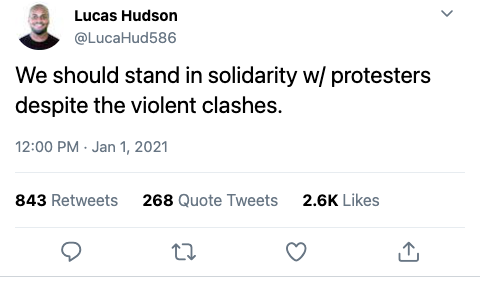 Lucas Hudson
@LucaHud586
We should stand in solidarity w/ protesters
despite the violent clashes.
12:00 PM · Jan 1, 2021
843 Retweets 268 Quote Tweets 2.6K Likes